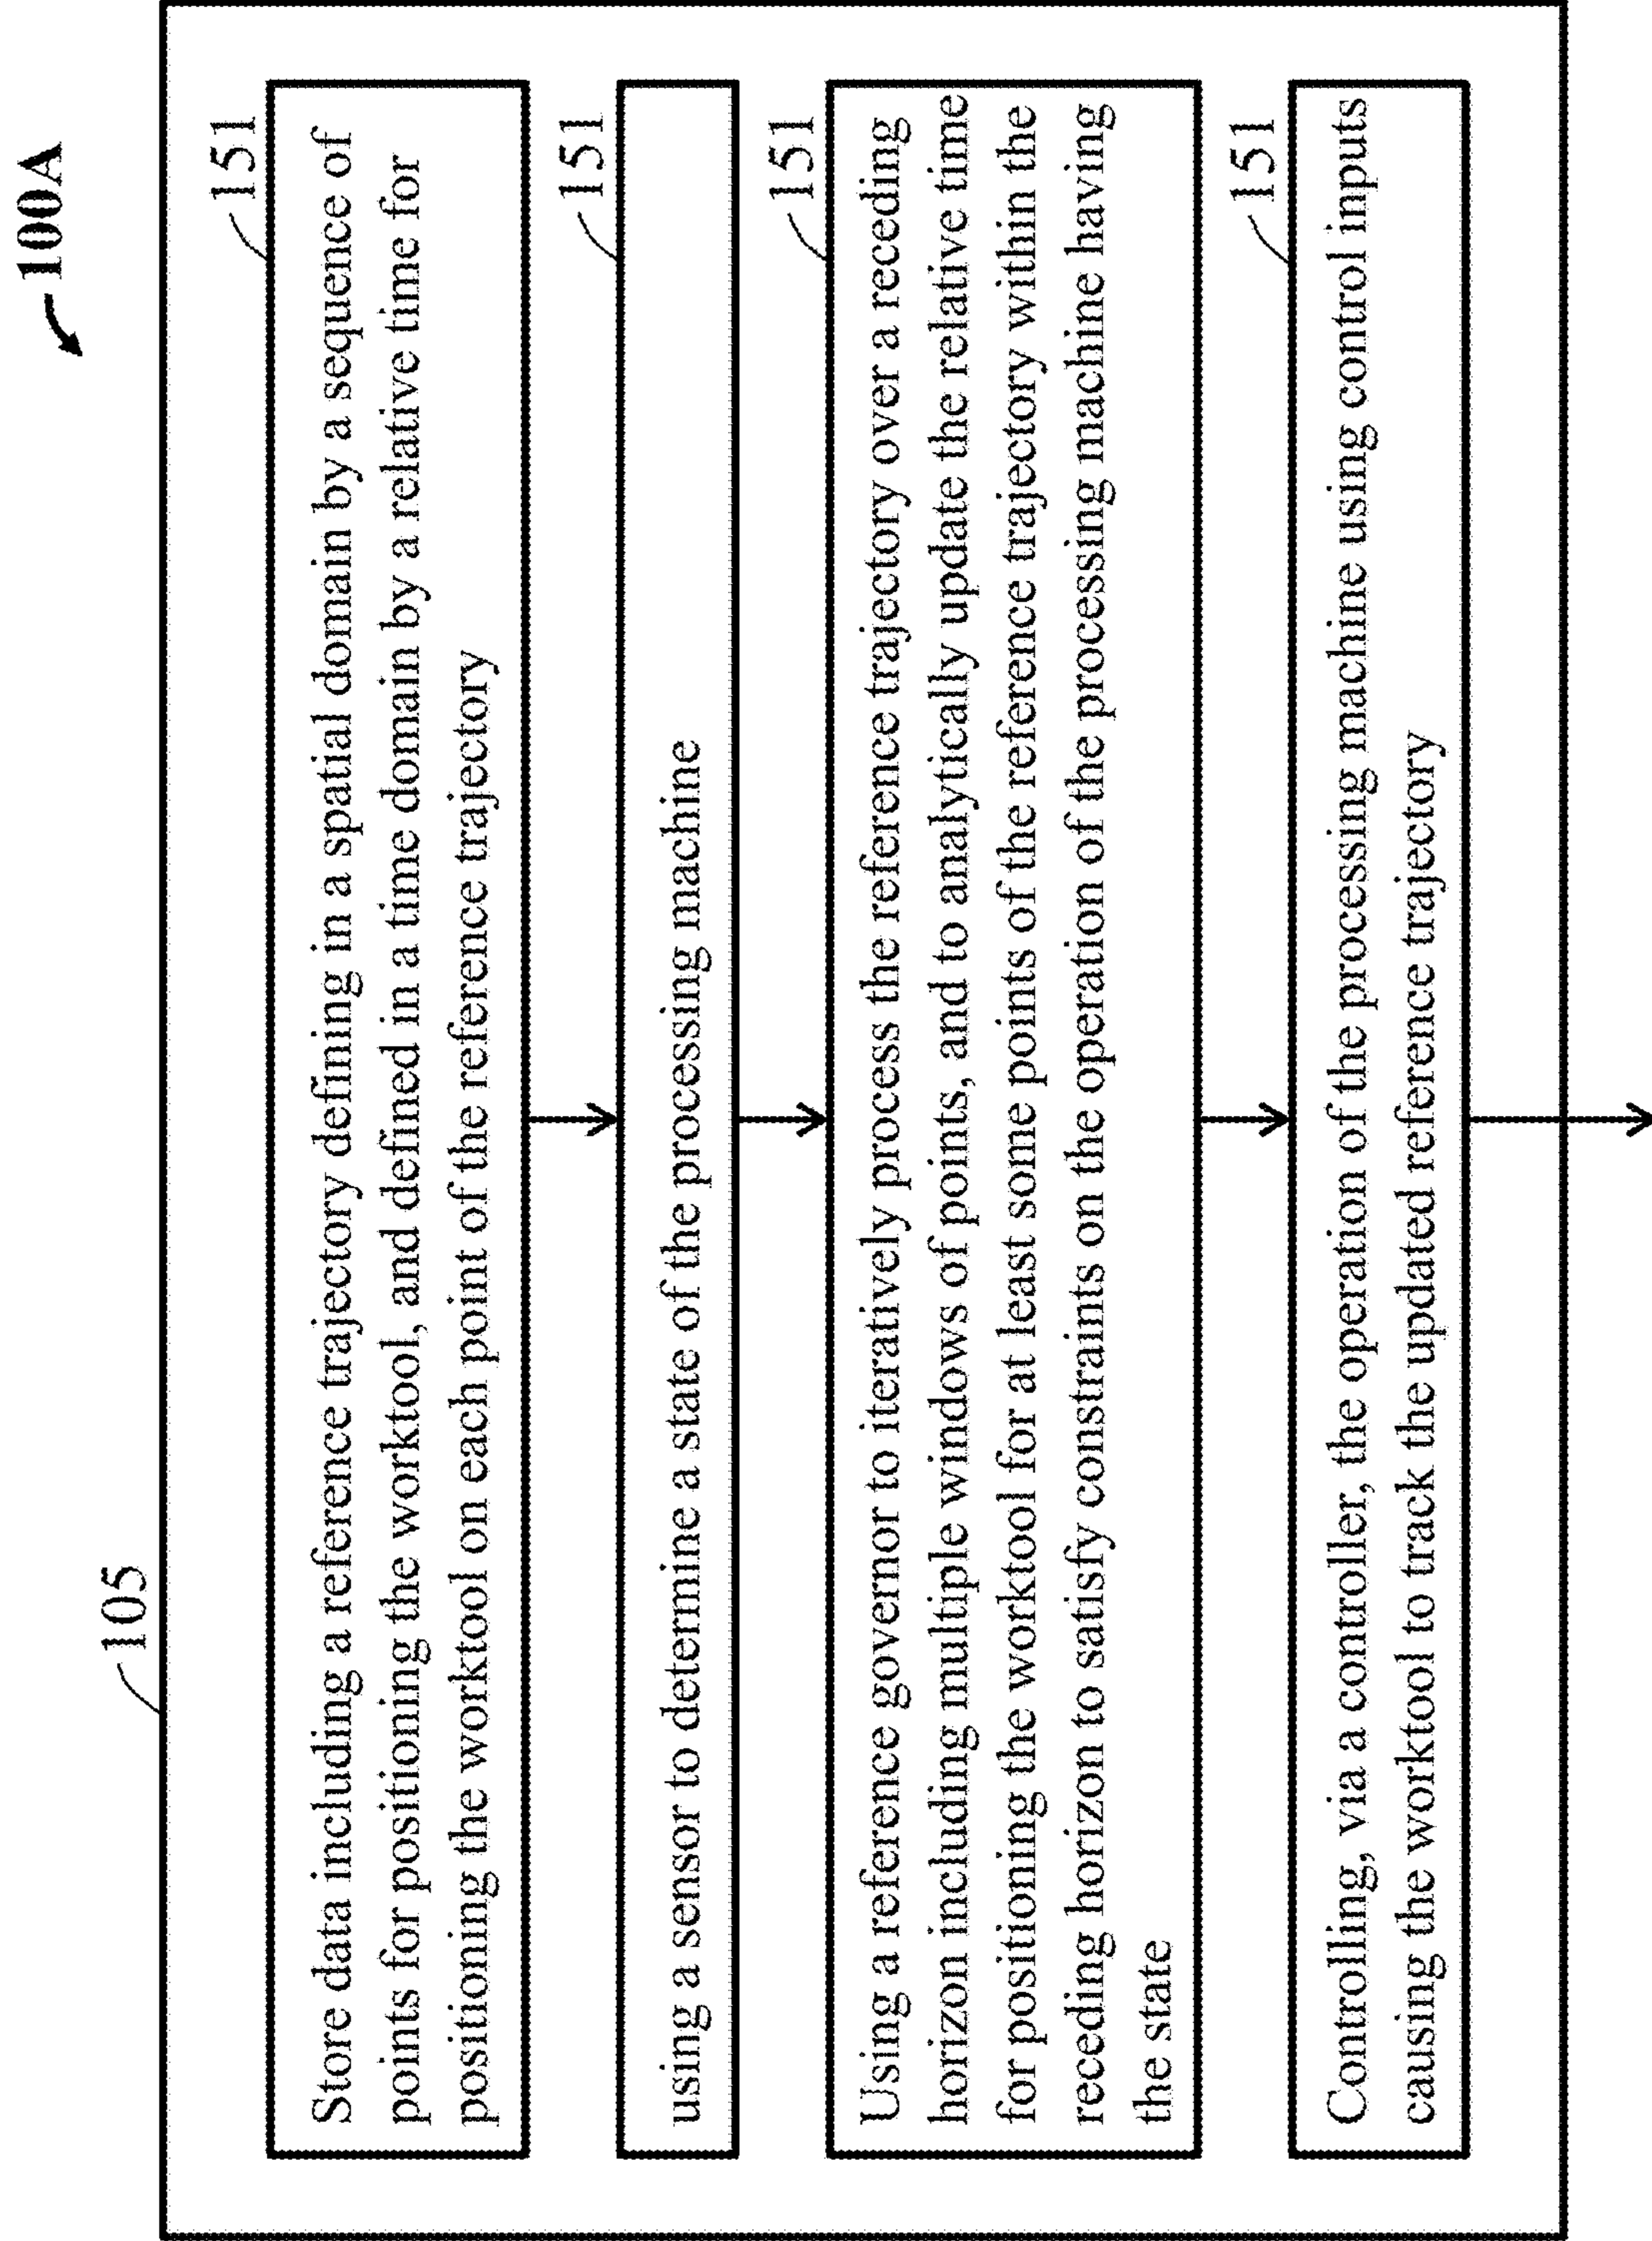 100A
105
151
Store data including a reference trajectory defining in a spatial domain by a sequence of
points for positioning the worktool, and defined in a time domain by a relative time for
positioning the worktool on each point of the reference trajectory
151
using a sensor to determine a state of the processing machine
151
Using a reference governor to iteratively process the reference trajectory over a receding
horizon including multiple windows of points, and to analytically update the relative time
for positioning the worktool for at least some points of the reference trajectory within the
receding horizon to satisfy constraints on the operation of the processing machine having
the state
151
Controlling, via a controller, the operation of the processing machine using control inputs
causing the worktool to track the updated reference trajectory